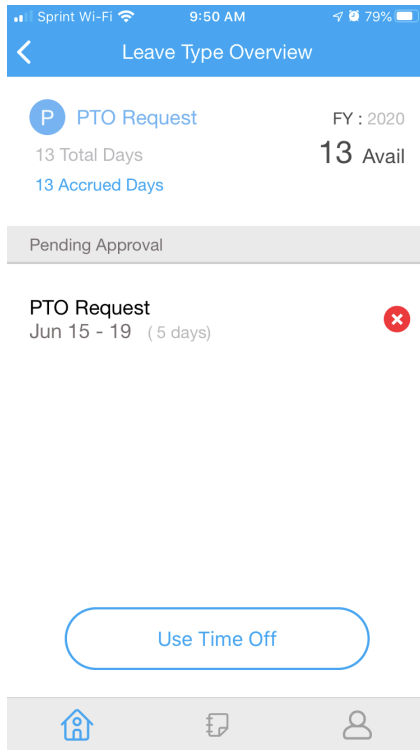 Sprint Wi-Fi 9:50 AM 79%
Leave Type Overview
P PTO Request FY : 2020
13 Total Days 13 Avail
13 Accrued Days
Pending Approval
PTO Request
Jun 15 - 19 ( 5 days)
Use Time Off